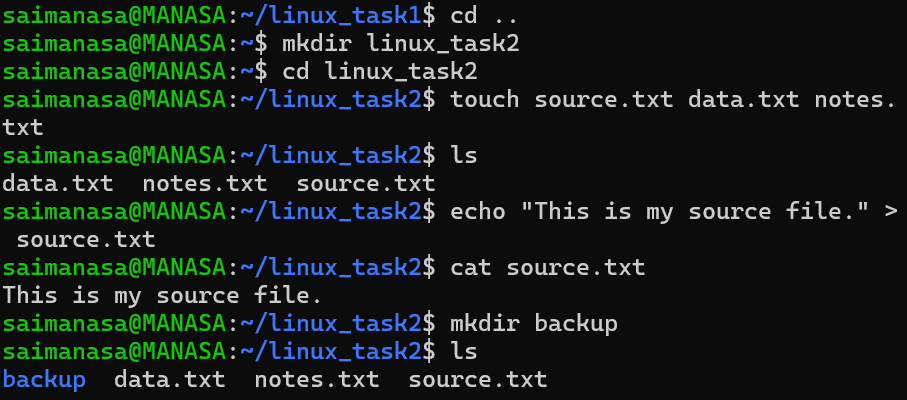 saimanasa@MANASA:~/linux_task1$ cd ..
saimanasa@MANASA:~$ mkdir linux_task2
saimanasa@MANASA:~$ cd linux_task2
saimanasa@MANASA:~/linux_task2$ touch source.txt data.txt notes.
txt
saimanasa@MANASA:~/linux_task2$ ls
data.txt  notes.txt  source.txt
saimanasa@MANASA:~/linux_task2$ echo "This is my source file." >
 source.txt
saimanasa@MANASA:~/linux_task2$ cat source.txt
This is my source file.
saimanasa@MANASA:~/linux_task2$ mkdir backup
saimanasa@MANASA:~/linux_task2$ ls
backup  data.txt  notes.txt  source.txt